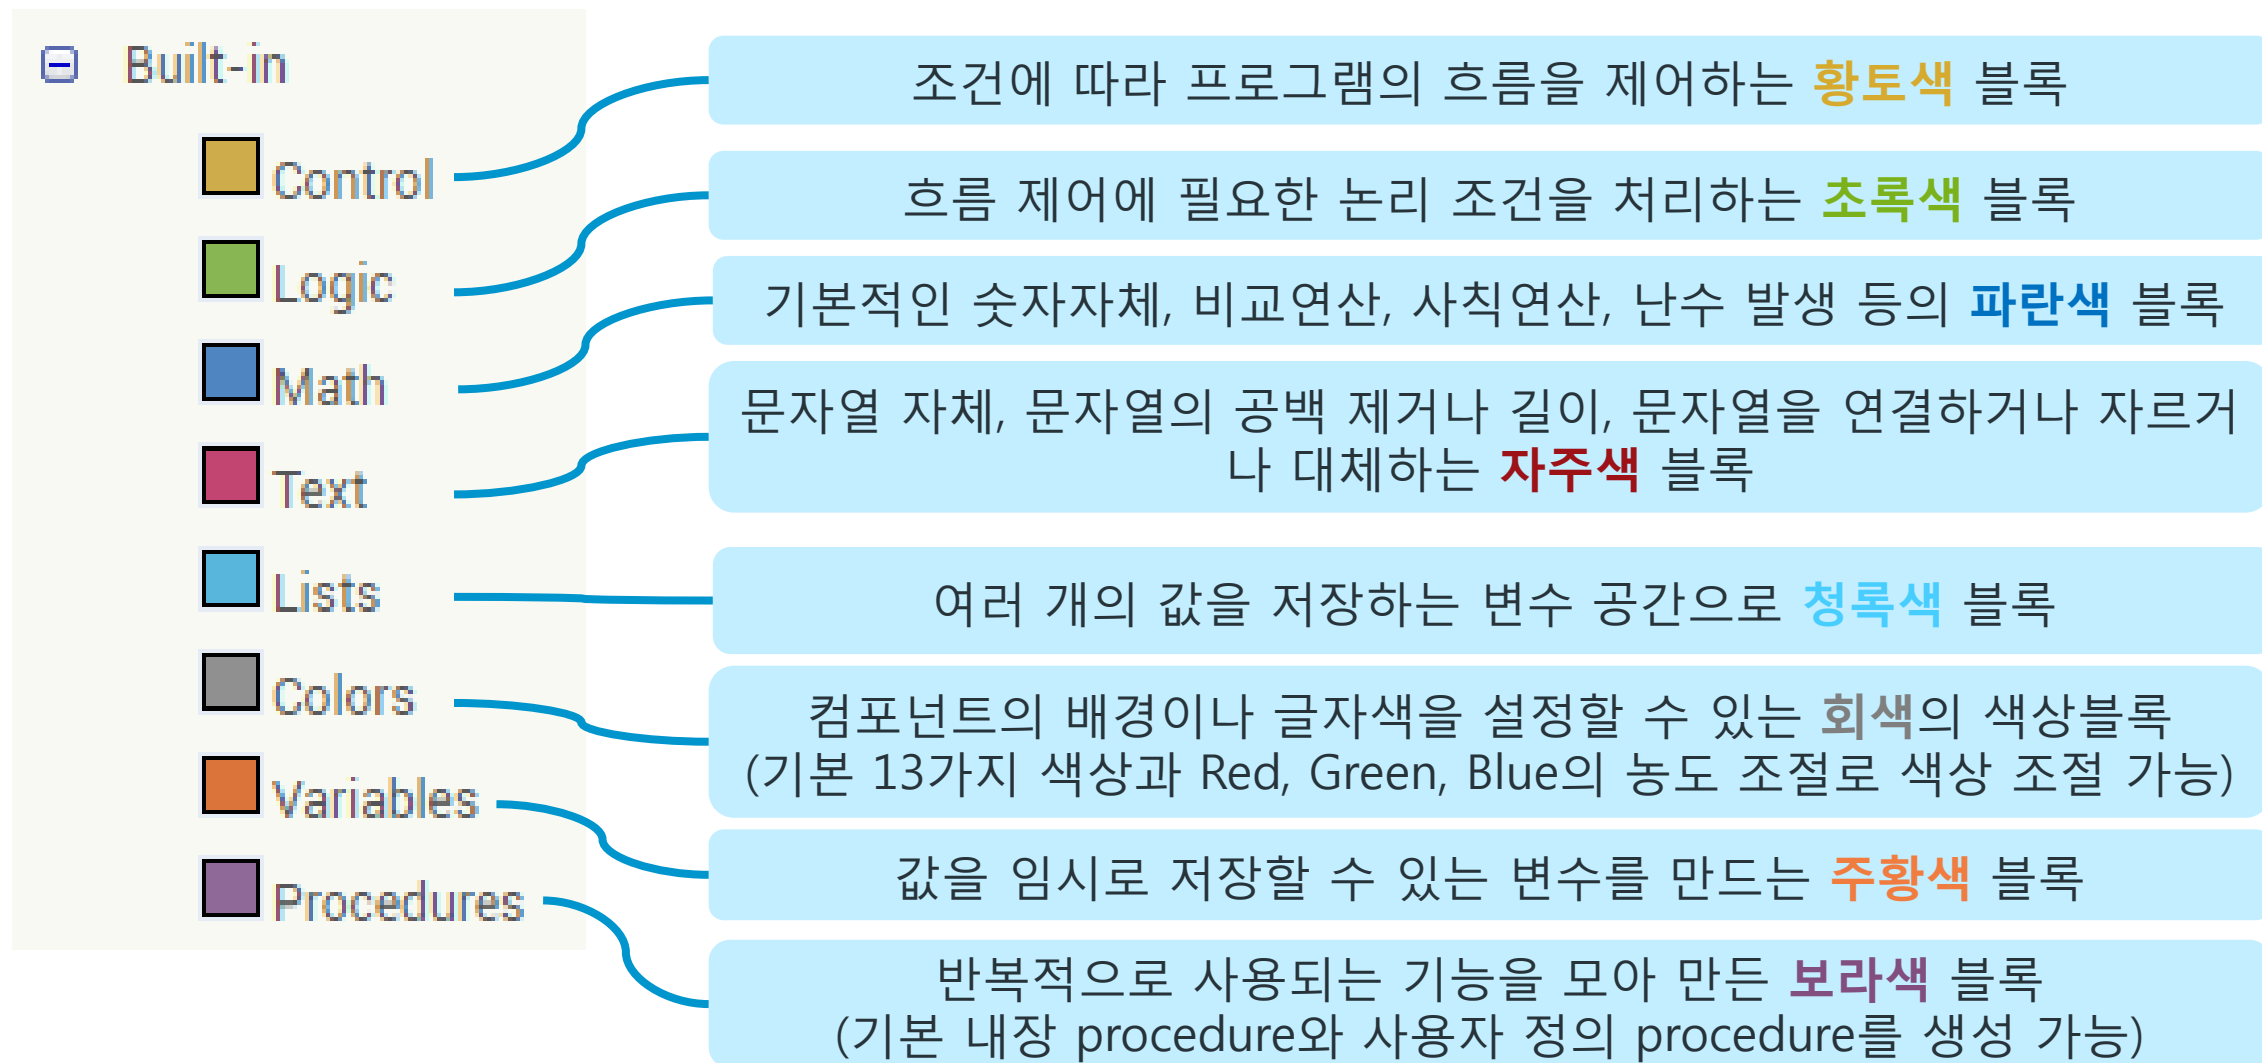 Built-in
Control
조건에 따라 프로그램의 흐름을 제어하는 황토색 블록
Logic
흐름 제어에 필요한 논리 조건을 처리하는 초록색 블록
Math
기본적인 숫자자체, 비교연산, 사칙연산, 난수 발생 등의 파란색 블록
Text
문자열 자체, 문자열의 공백 제거나 길이, 문자열을 연결하거나 자르거
나 대체하는 자주색 블록
Lists
여러 개의 값을 저장하는 변수 공간으로 청록색 블록
Colors
컴포넌트의 배경이나 글자색을 설정할 수 있는 회색의 색상블록
(기본 13가지 색상과 Red, Green, Blue의 농도 조절로 색상 조절 가능)
Variables
값을 임시로 저장할 수 있는 변수를 만드는 주황색 블록
Procedures
반복적으로 사용되는 기능을 모아 만든 보라색 블록
(기본 내장 procedure와 사용자 정의 procedure를 생성 가능)